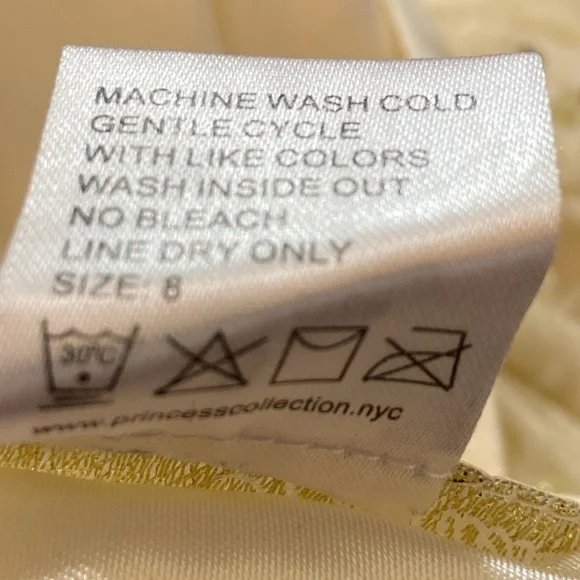 MACHINE WASH COLD
GENTLE CYCLE
WITH LIKE COLORS
WASH INSIDE OUT
NO BLEACH
LINE DRY ONLY
SIZE: 8
30°C
www.princesscollection.nyc